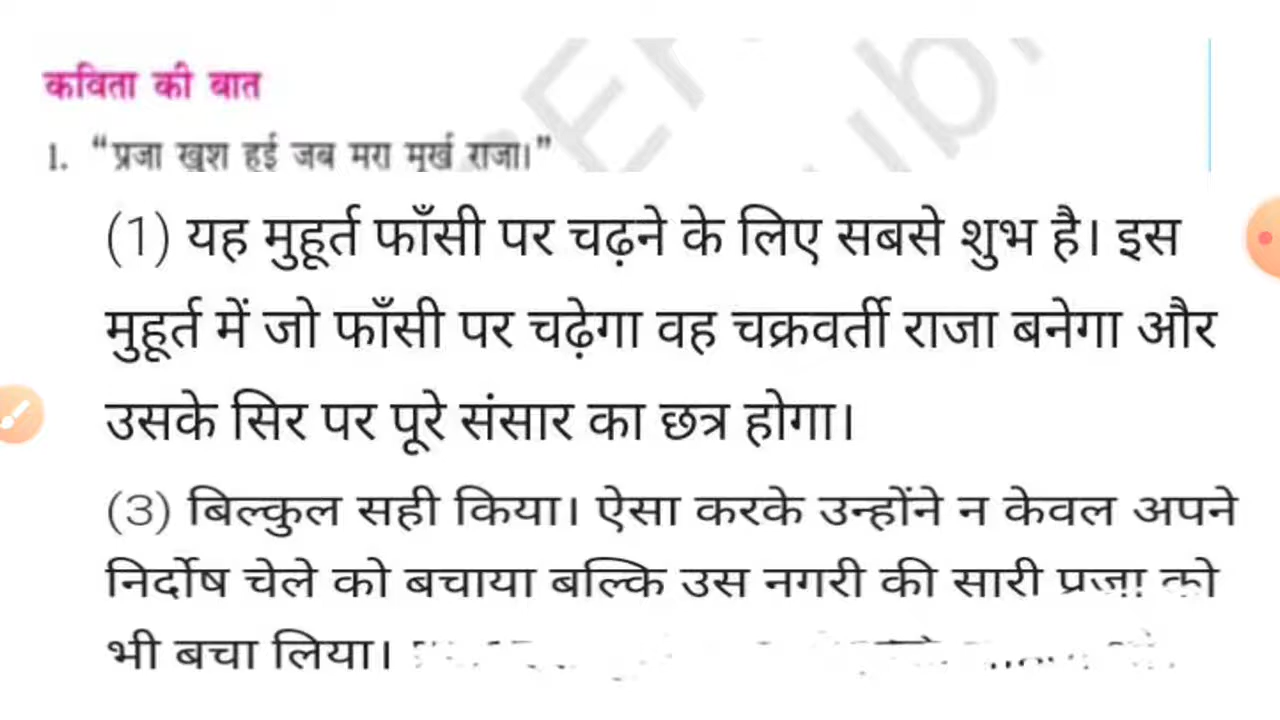 कविता की बात
1. “प्रजा खुश हुई जब मरा मूर्ख राजा।”
(1) यह मुहूर्त फाँसी पर चढ़ने के लिए सबसे शुभ है। इस
मुहूर्त में जो फाँसी पर चढ़ेगा वह चक्रवर्ती राजा बनेगा और
उसके सिर पर पूरे संसार का छत्र होगा।
(3) बिल्कुल सही किया। ऐसा करके उन्होंने न केवल अपने
निर्दोष चेले को बचाया बल्कि उस नगरी की सारी प्रजा को
भी बचा लिया।